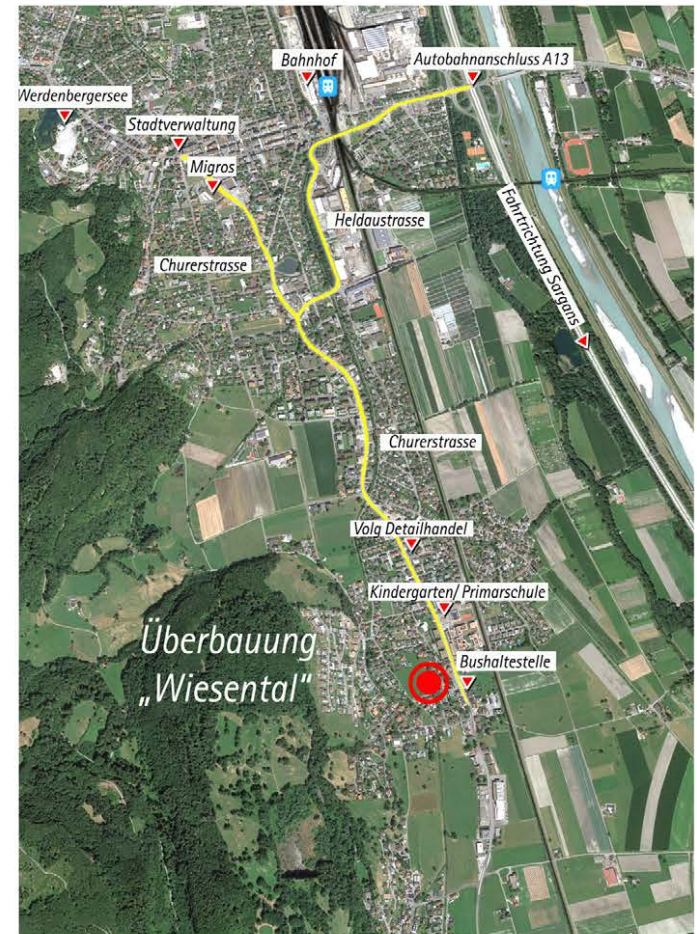 Bahnhof
Autobahnanschluss A13
Werdenbergersee
Stadtverwaltung
Migros
Heldaustrasse
Fahrtrichtung Sargans
Churerstrasse
Churerstrasse
Volg Detailhandel
Kindergarten/ Primarschule
Überbauung
„Wiesental“
Bushaltestelle